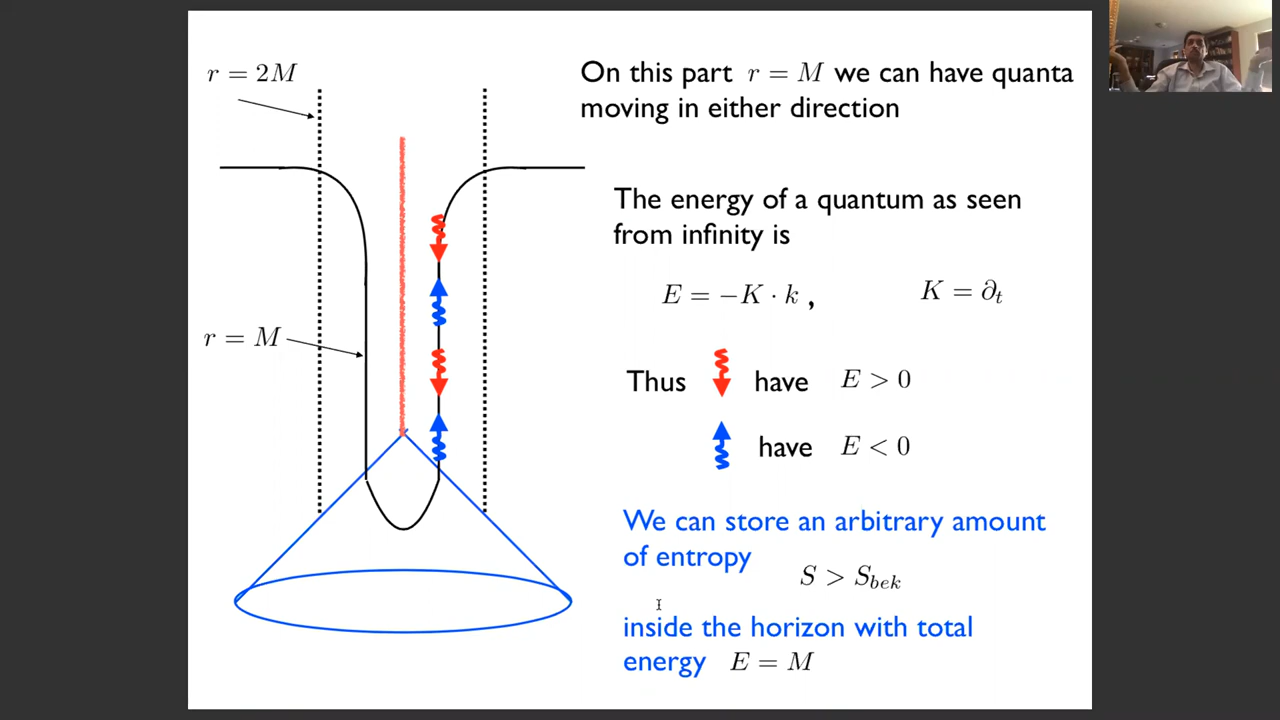 r = 2M
On this part r = M we can have quanta
moving in either direction
The energy of a quantum as seen
from infinity is
E = −K · k , K = ∂ₜ
r = M
Thus have E > 0
have E < 0
We can store an arbitrary amount
of entropy S > S_{bek}
inside the horizon with total
energy E = M